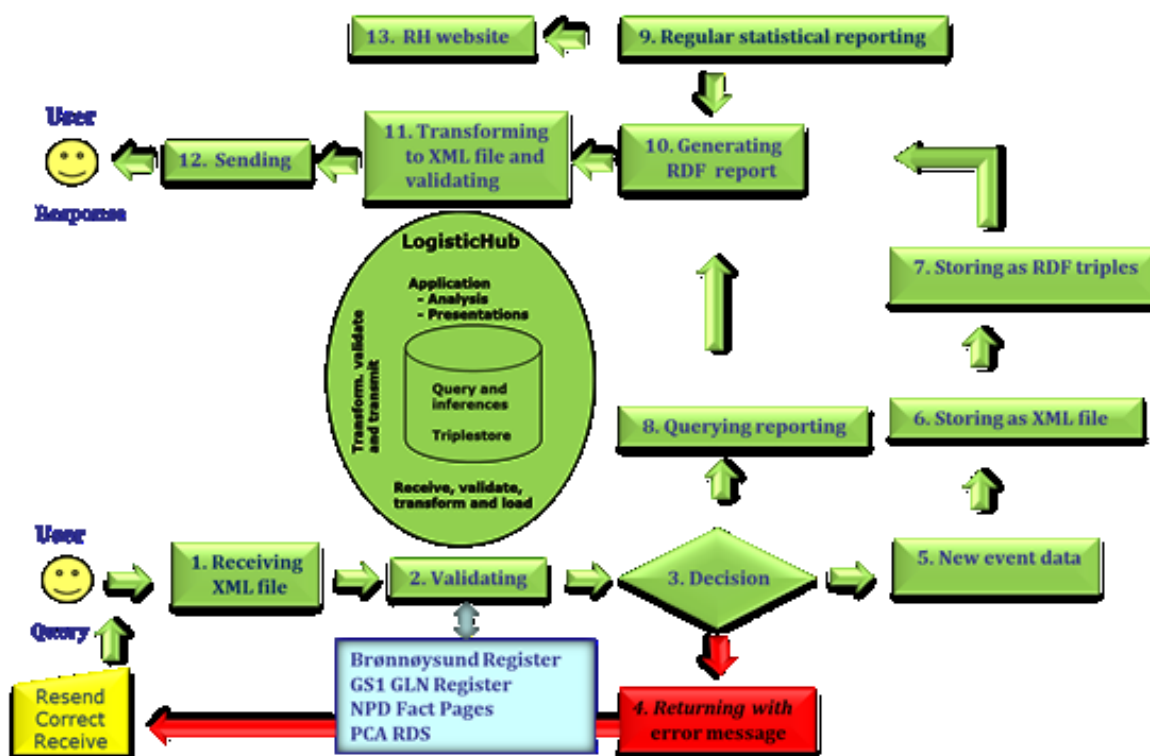 13. RH website
9. Regular statistical reporting
User
12. Sending
11. Transforming
to XML file and
validating
10. Generating
RDF report
Response
LogisticHub
Application
- Analysis
- Presentations
Transform. validate
and transmit
Query and
inferences
Triplestore
Receive, validate,
transform and load
7. Storing as RDF triples
8. Querying reporting
6. Storing as XML file
User
1. Receiving
XML file
2. Validating
3. Decision
5. New event data
Query
Resend
Correct
Receive
Brønnøysund Register
GS1 GLN Register
NPD Fact Pages
PCA RDS
4. Returning with
error message